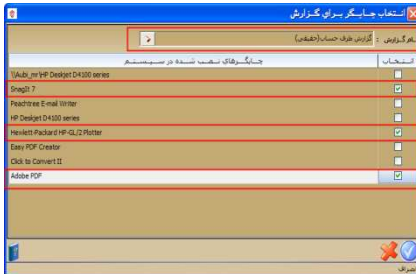 انتخاب چاپگر برای گزارش
نام گزارش : گزارش طرف حساب(حقیقی)
انتخاب چاپگرهای نصب شده در سیستم
\\Aubi_mr\HP Deskjet D4100 series
SnagIt 7
Peachtree E-mail Writer
HP Deskjet D4100 series
Hewlett-Packard HP-GL/2 Plotter
Easy PDF Creator
Click to Convert II
Adobe PDF